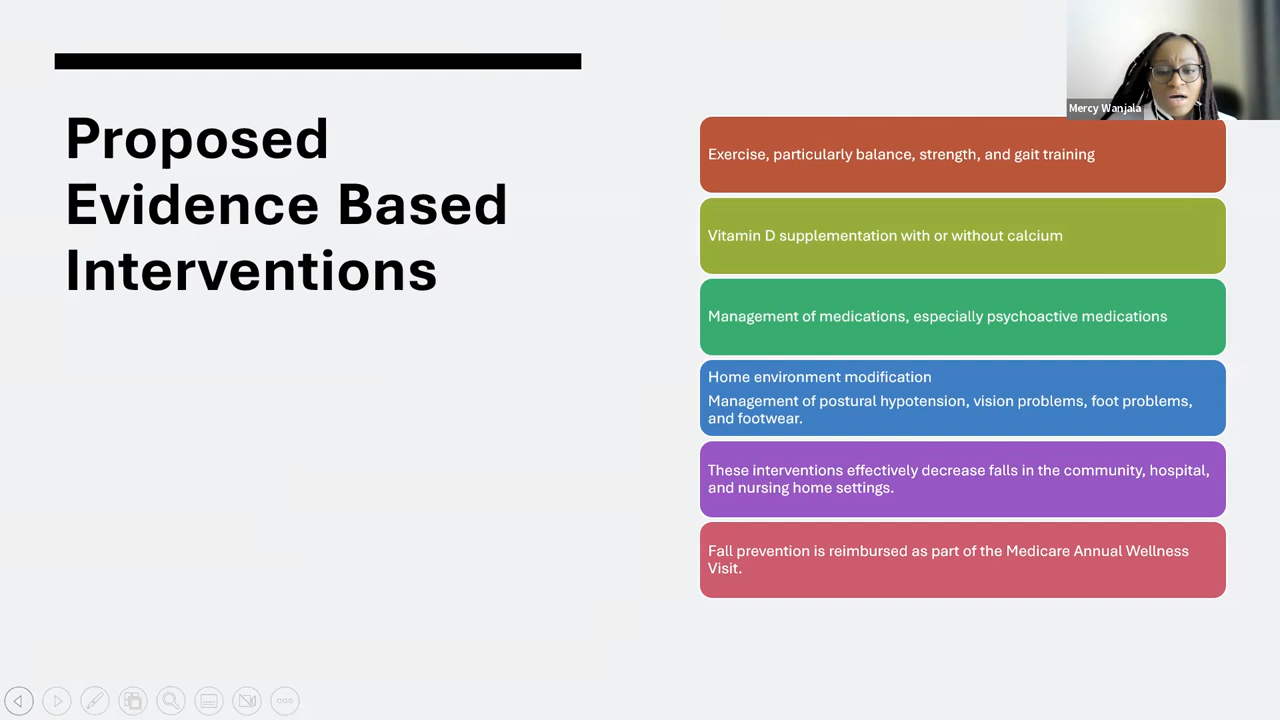 Proposed
Evidence Based
Interventions
Mercy Wanjala
Exercise, particularly balance, strength, and gait training
Vitamin D supplementation with or without calcium
Management of medications, especially psychoactive medications
Home environment modification
Management of postural hypotension, vision problems, foot problems,
and footwear.
These interventions effectively decrease falls in the community, hospital,
and nursing home settings.
Fall prevention is reimbursed as part of the Medicare Annual Wellness
Visit.